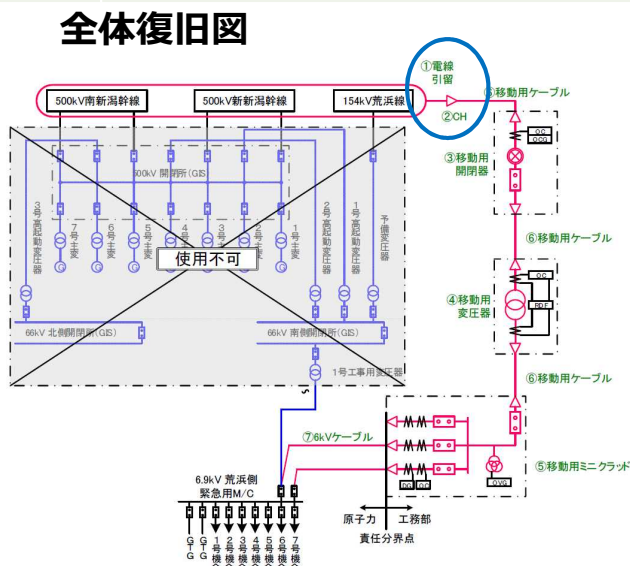 全体復旧図
①電線
引留
②CH
⑥移動用ケーブル
500kV南新潟幹線
500kV新新潟幹線
154kV荒浜線
OC
OCG
③移動用
開閉器
500kV 開閉所(GIS)
3号高起動変圧器
7号主変
6号主変
5号主変
4号主変
3号主変
2号主変
1号主変
2号高起動変圧器
1号高起動変圧器
予備変圧器
G
G
G
G
G
使用不可
⑥移動用ケーブル
④移動用
変圧器
OC
RDF
66kV 北側開閉所(GIS)
66kV 南側開閉所(GIS)
1号工事用変圧器
⑥移動用ケーブル
⑦6kVケーブル
⑤移動用ミニクラッド
DG
OC
OVG
6.9kV 荒浜側
緊急用M/C
原子力
工務部
責任分界点
GTG
GTG
1号機
2号機
3号機
4号機
5号機
6号機
7号機